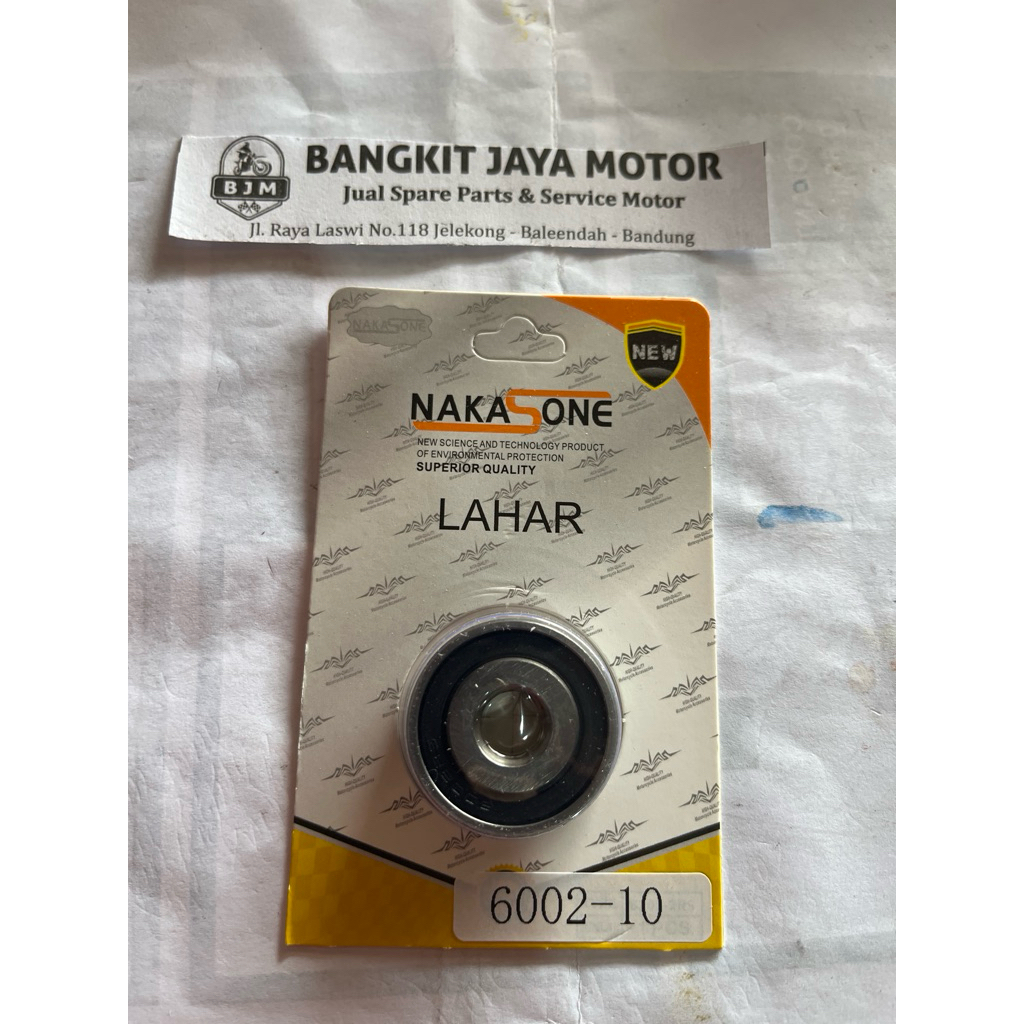 BJM
BANGKIT JAYA MOTOR
Jual Spare Parts & Service Motor
Jl. Raya Laswi No.118 Jelekong - Baleendah - Bandung
NAKASONE
NEW
NAKASONE
NEW SCIENCE AND TECHNOLOGY PRODUCT
OF ENVIRONMENTAL PROTECTION
SUPERIOR QUALITY
LAHAR
6002-10